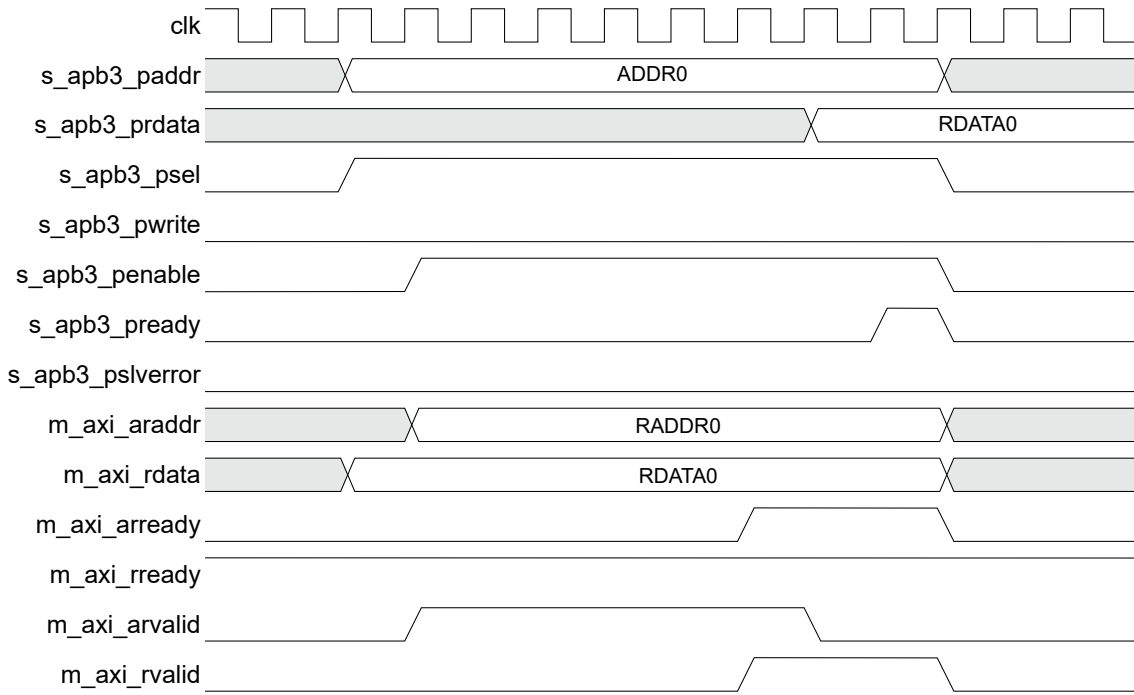 clk
s_apb3_paddr ADDR0
s_apb3_prdata RDATA0
s_apb3_psel
s_apb3_pwrite
s_apb3_penable
s_apb3_pready
s_apb3_pslverror
m_axi_araddr RADDR0
m_axi_rdata RDATA0
m_axi_arready
m_axi_rready
m_axi_arvalid
m_axi_rvalid